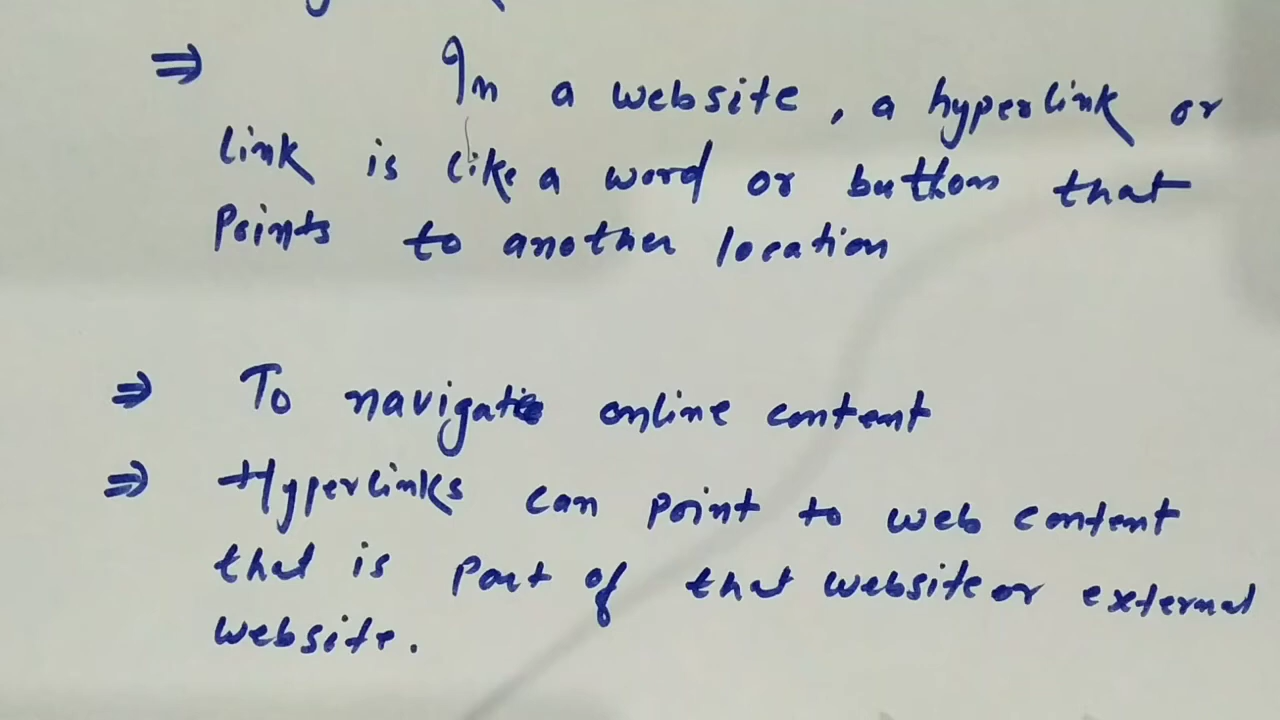 ⇒ In a website, a hyperlink or
link is like a word or button that
Points to another location
⇒ To navigate online content
⇒ Hyperlinks can point to web content
that is part of that website or external
website.